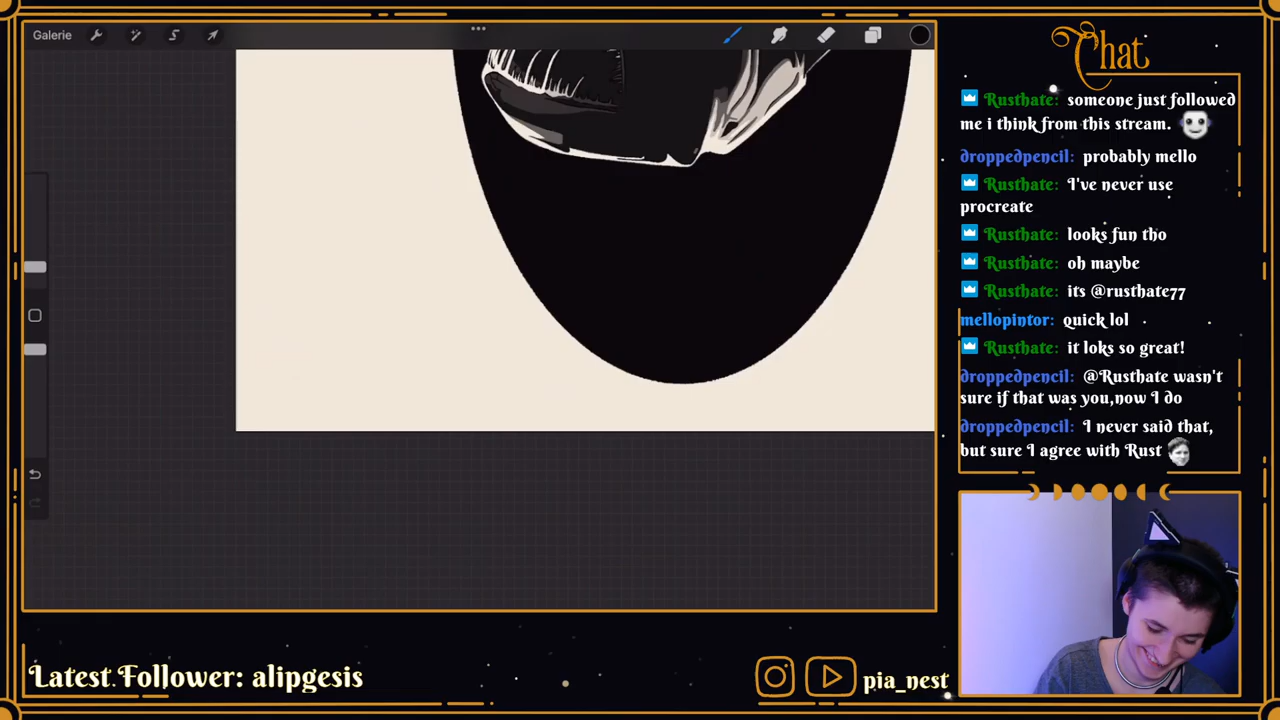 Galerie
Chat
Rusthate: someone just followed
me i think from this stream.
droppedpencil: probably mello
Rusthate: I've never use
procreate
Rusthate: looks fun tho
Rusthate: oh maybe
Rusthate: its @rusthate77
mellopintor: quick lol
Rusthate: it loks so great!
droppedpencil: @Rusthate wasn't
sure if that was you,now I do
droppedpencil: I never said that,
but sure I agree with Rust
Latest Follower: alipgesis
pia_nest